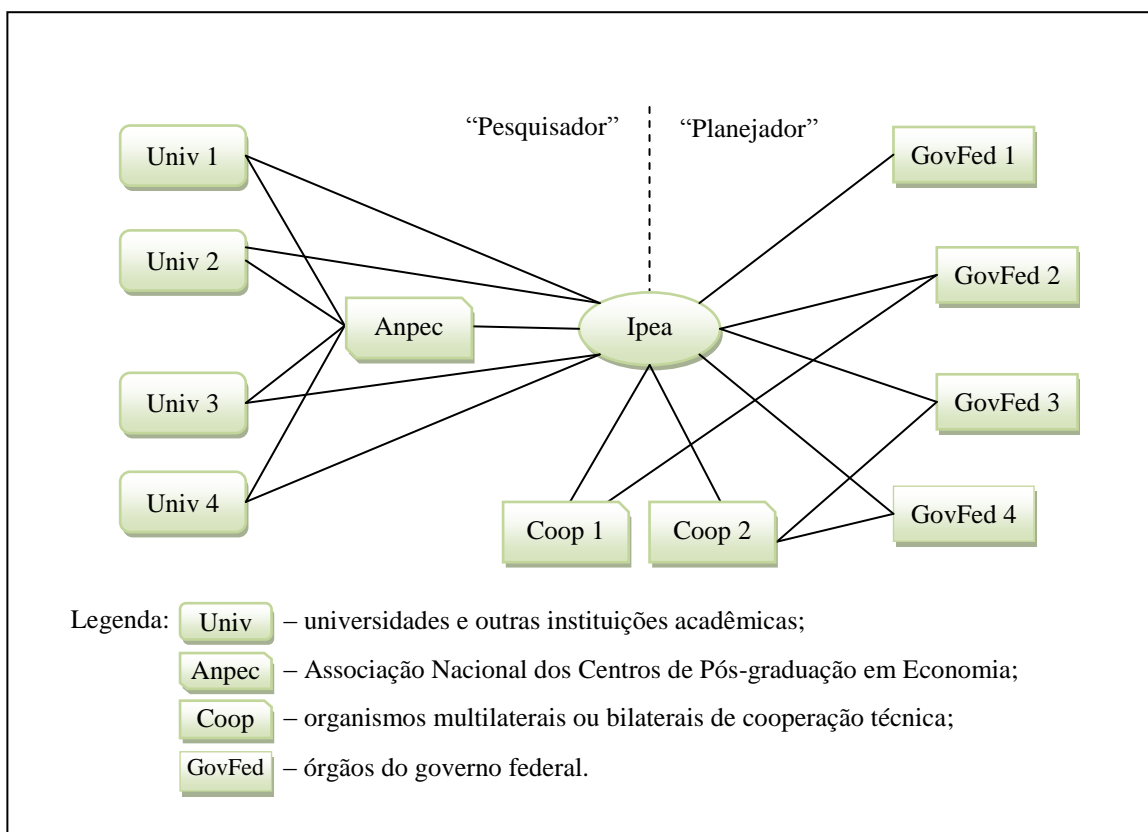 “Pesquisador” “Planejador”
Univ 1
GovFed 1
Univ 2
GovFed 2
Anpec
Ipea
Univ 3
GovFed 3
Univ 4
Coop 1
Coop 2
GovFed 4
Legenda: Univ – universidades e outras instituições acadêmicas;
Anpec – Associação Nacional dos Centros de Pós-graduação em Economia;
Coop – organismos multilaterais ou bilaterais de cooperação técnica;
GovFed – órgãos do governo federal.